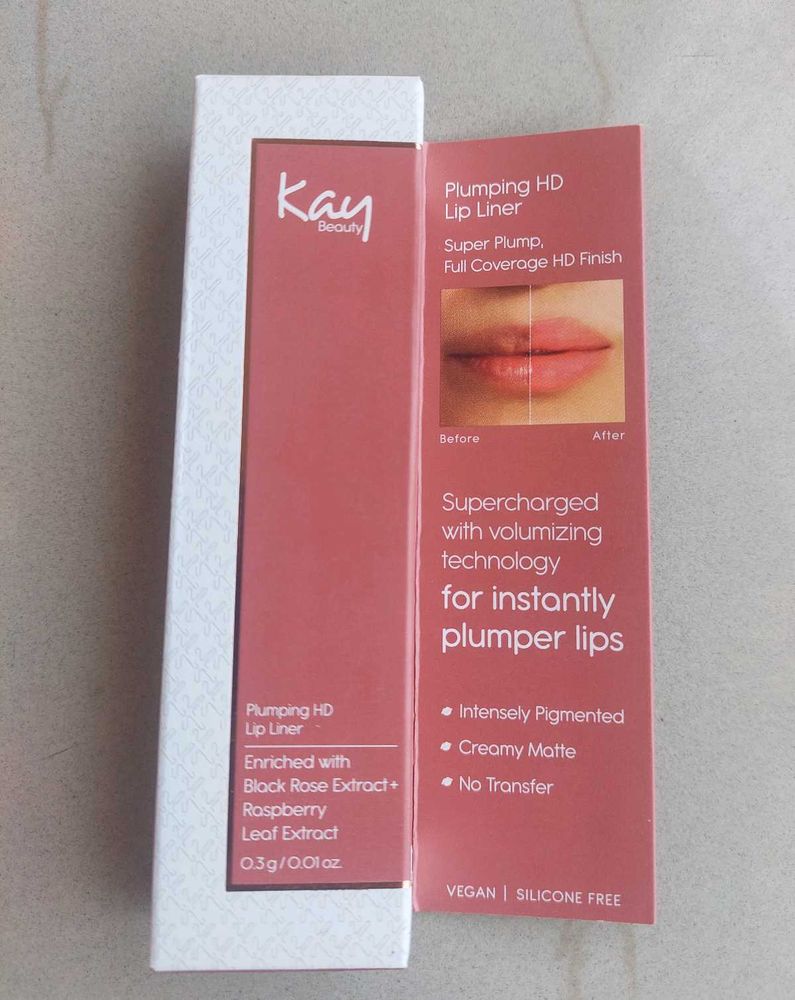 Kay
Beauty
Plumping HD
Lip Liner
Enriched with
Black Rose Extract+
Raspberry
Leaf Extract
0.3 g / 0.01 oz.
Plumping HD
Lip Liner
Super Plump,
Full Coverage HD Finish
Before After
Supercharged
with volumizing
technology
for instantly
plumper lips
Intensely Pigmented
Creamy Matte
No Transfer
VEGAN | SILICONE FREE